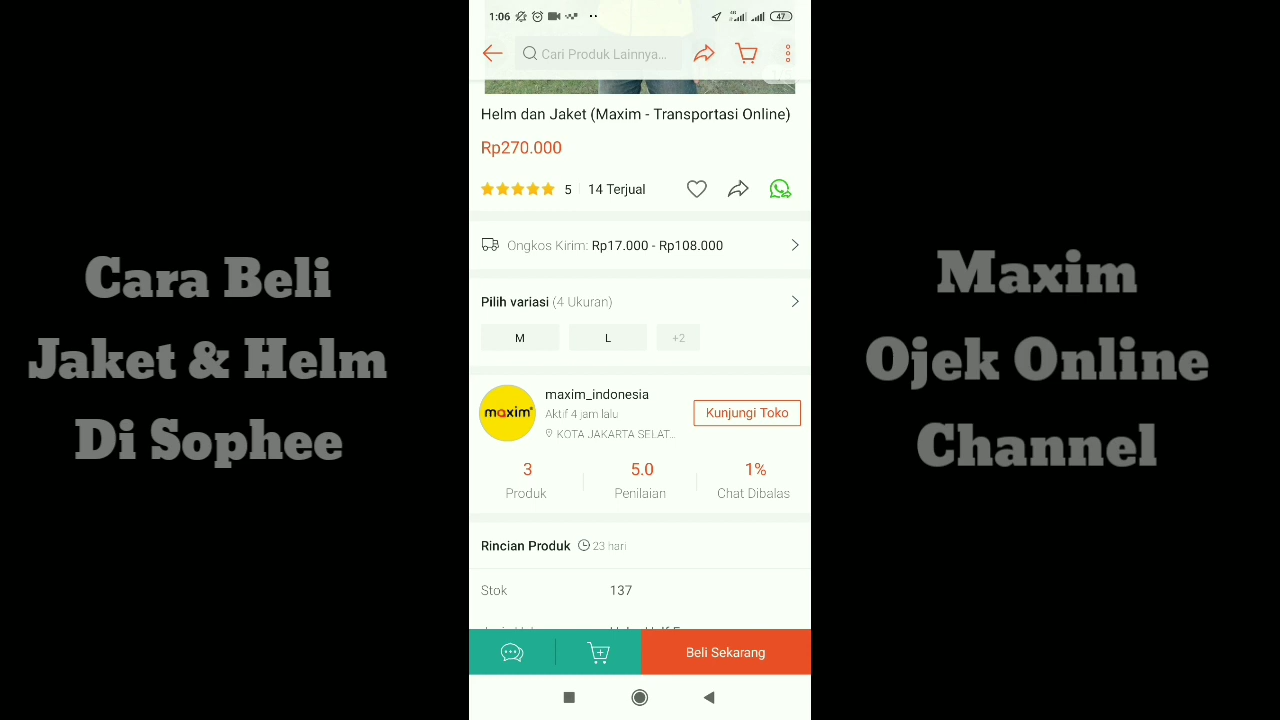 1:06
47
Cari Produk Lainnya...
Helm dan Jaket (Maxim - Transportasi Online)
Rp270.000
5
14 Terjual
Ongkos Kirim: Rp17.000 - Rp108.000
Pilih variasi (4 Ukuran)
M
L
+2
maxim
maxim_indonesia
Aktif 4 jam lalu
KOTA JAKARTA SELAT...
Kunjungi Toko
3
5.0
1%
Produk
Penilaian
Chat Dibalas
Rincian Produk
23 hari
Stok
137
Beli Sekarang
Cara Beli
Jaket & Helm
Di Sophee
Maxim
Ojek Online
Channel